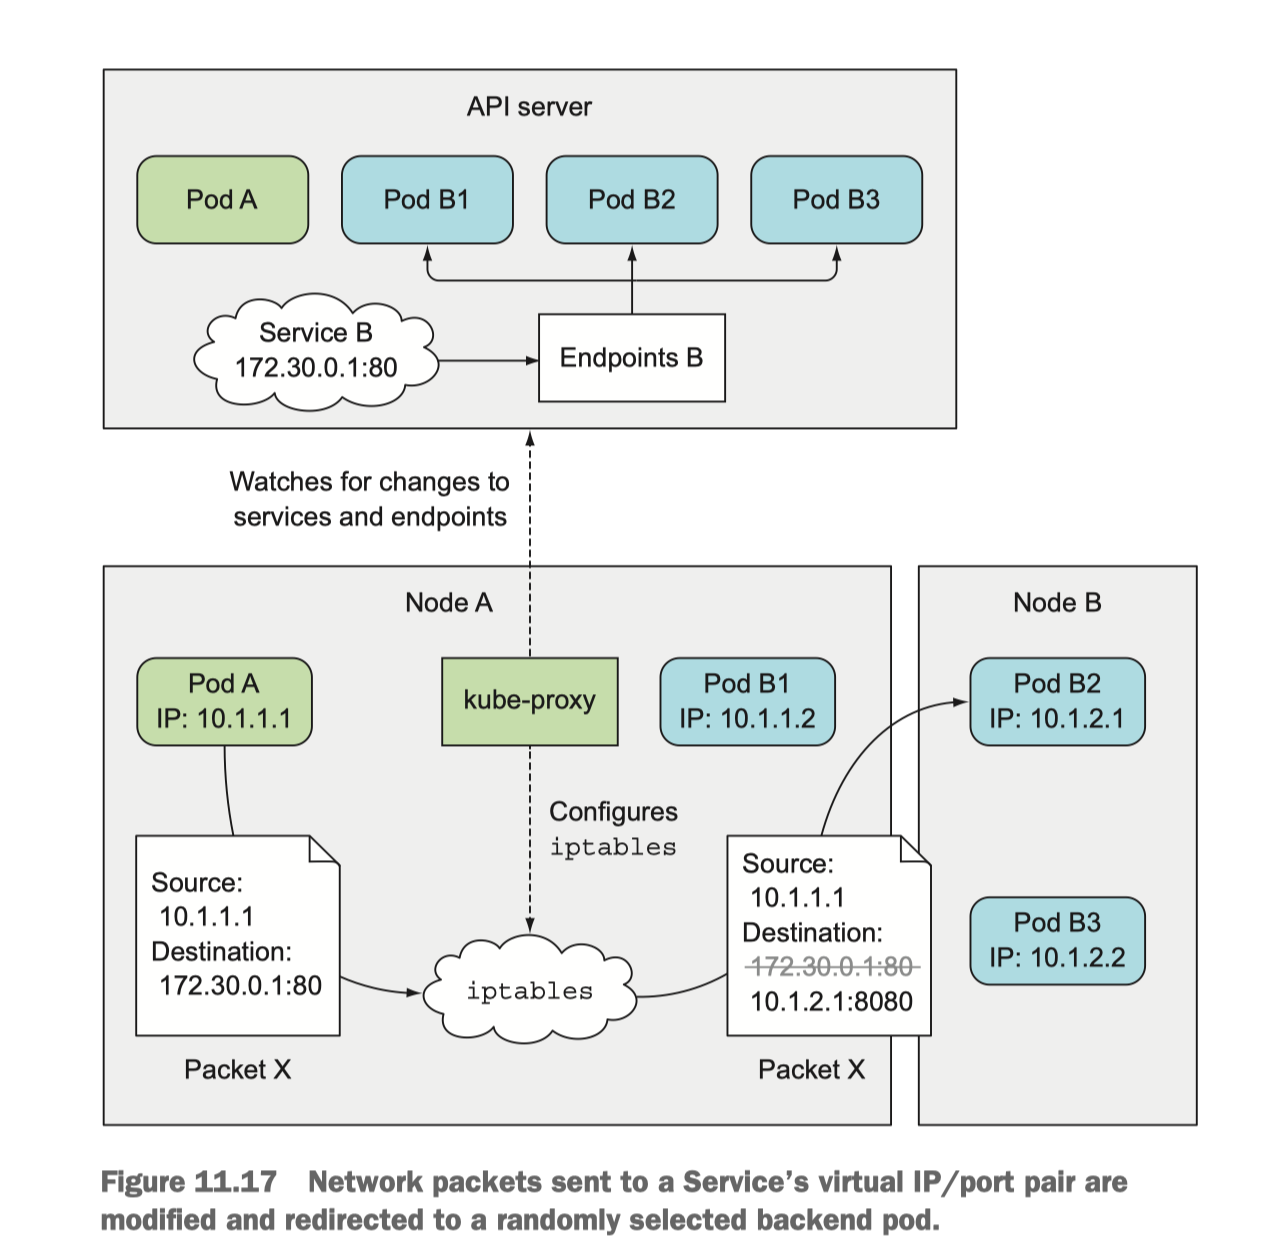 API server
Pod A
Pod B1
Pod B2
Pod B3
Service B
172.30.0.1:80
Endpoints B
Watches for changes to
services and endpoints
Node A
Node B
Pod A
IP: 10.1.1.1
kube-proxy
Pod B1
IP: 10.1.1.2
Pod B2
IP: 10.1.2.1
Configures
iptables
Source:
10.1.1.1
Destination:
172.30.0.1:80
Packet X
iptables
Source:
10.1.1.1
Destination:
172.30.0.1:80
10.1.2.1:8080
Packet X
Pod B3
IP: 10.1.2.2
Figure 11.17 Network packets sent to a Service’s virtual IP/port pair are
modified and redirected to a randomly selected backend pod.